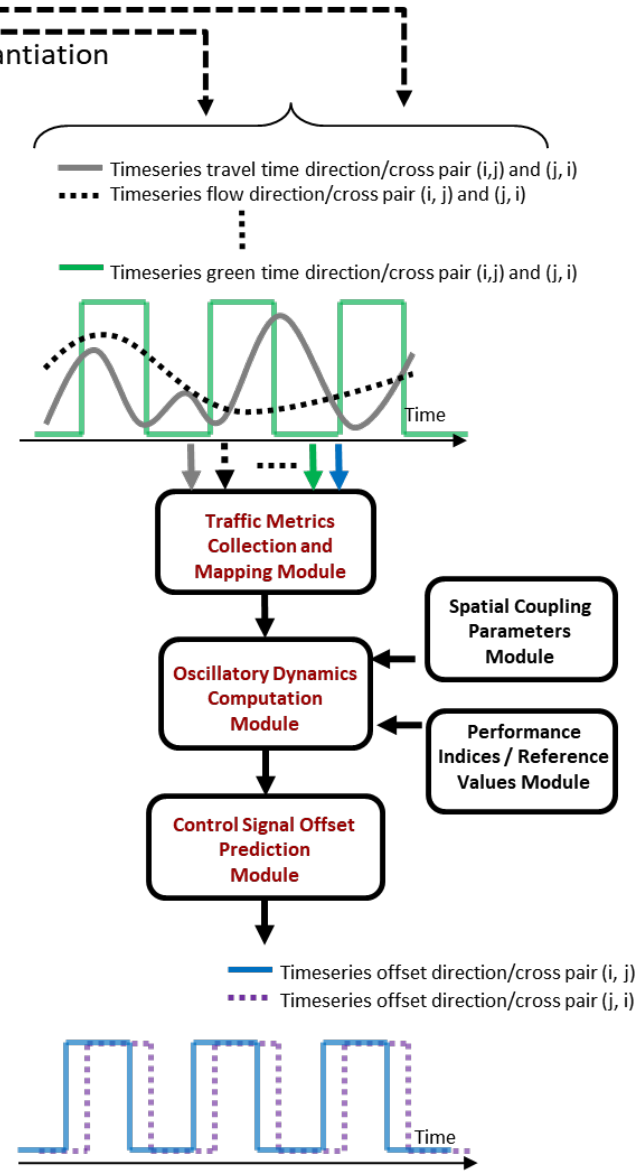 antiation
Timeseries travel time direction/cross pair (i,j) and (j, i)
Timeseries flow direction/cross pair (i, j) and (j, i)
Timeseries green time direction/cross pair (i,j) and (j, i)
Time
Traffic Metrics
Collection and
Mapping Module
Spatial Coupling
Parameters
Module
Oscillatory Dynamics
Computation
Module
Performance
Indices / Reference
Values Module
Control Signal Offset
Prediction
Module
Timeseries offset direction/cross pair (i, j)
Timeseries offset direction/cross pair (j, i)
Time